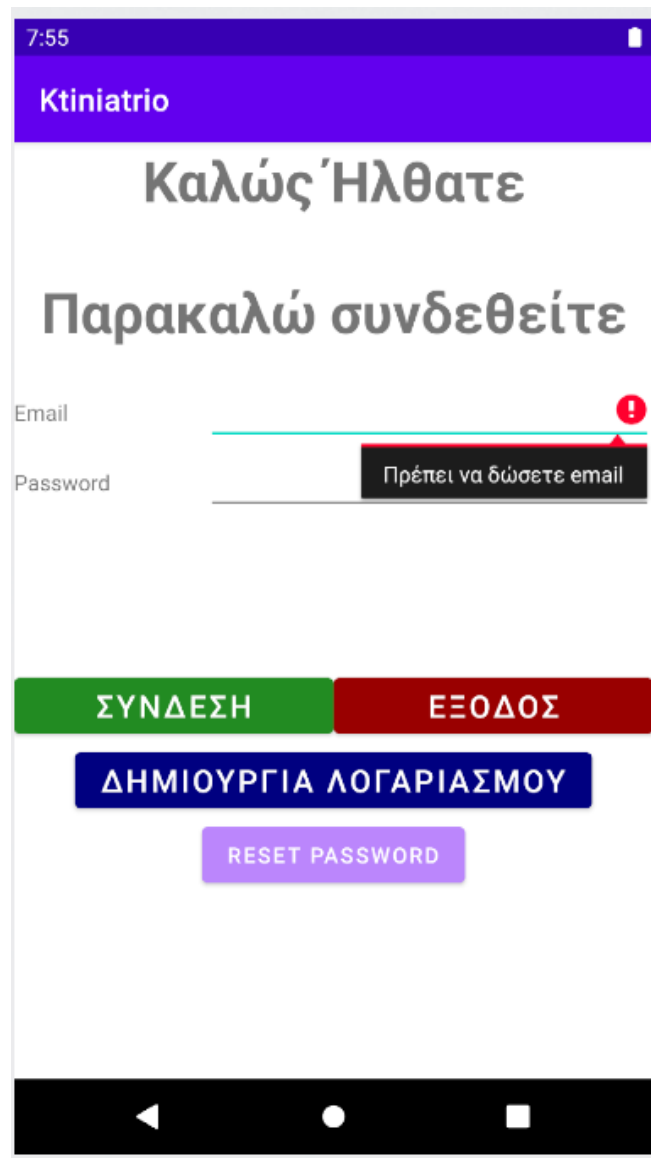 7:55
Ktiniatrio
Καλώς Ήλθατε
Παρακαλώ συνδεθείτε
Email
Πρέπει να δώσετε email
Password
ΣΥΝΔΕΣΗ ΕΞΟΔΟΣ
ΔΗΜΙΟΥΡΓΙΑ ΛΟΓΑΡΙΑΣΜΟΥ
RESET PASSWORD